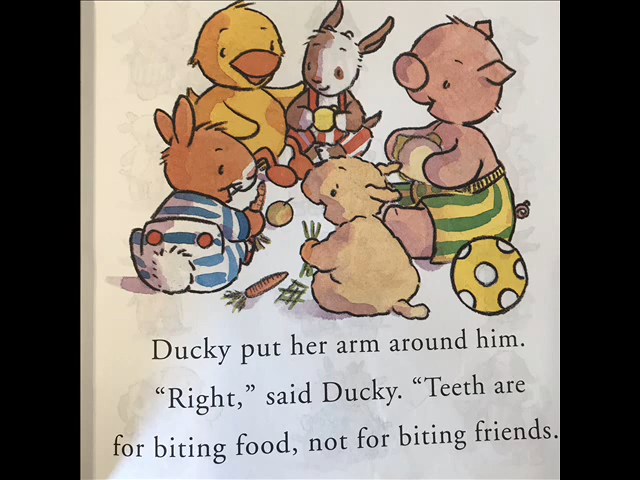 Ducky put her arm around him.
“Right,” said Ducky. “Teeth are
for biting food, not for biting friends.